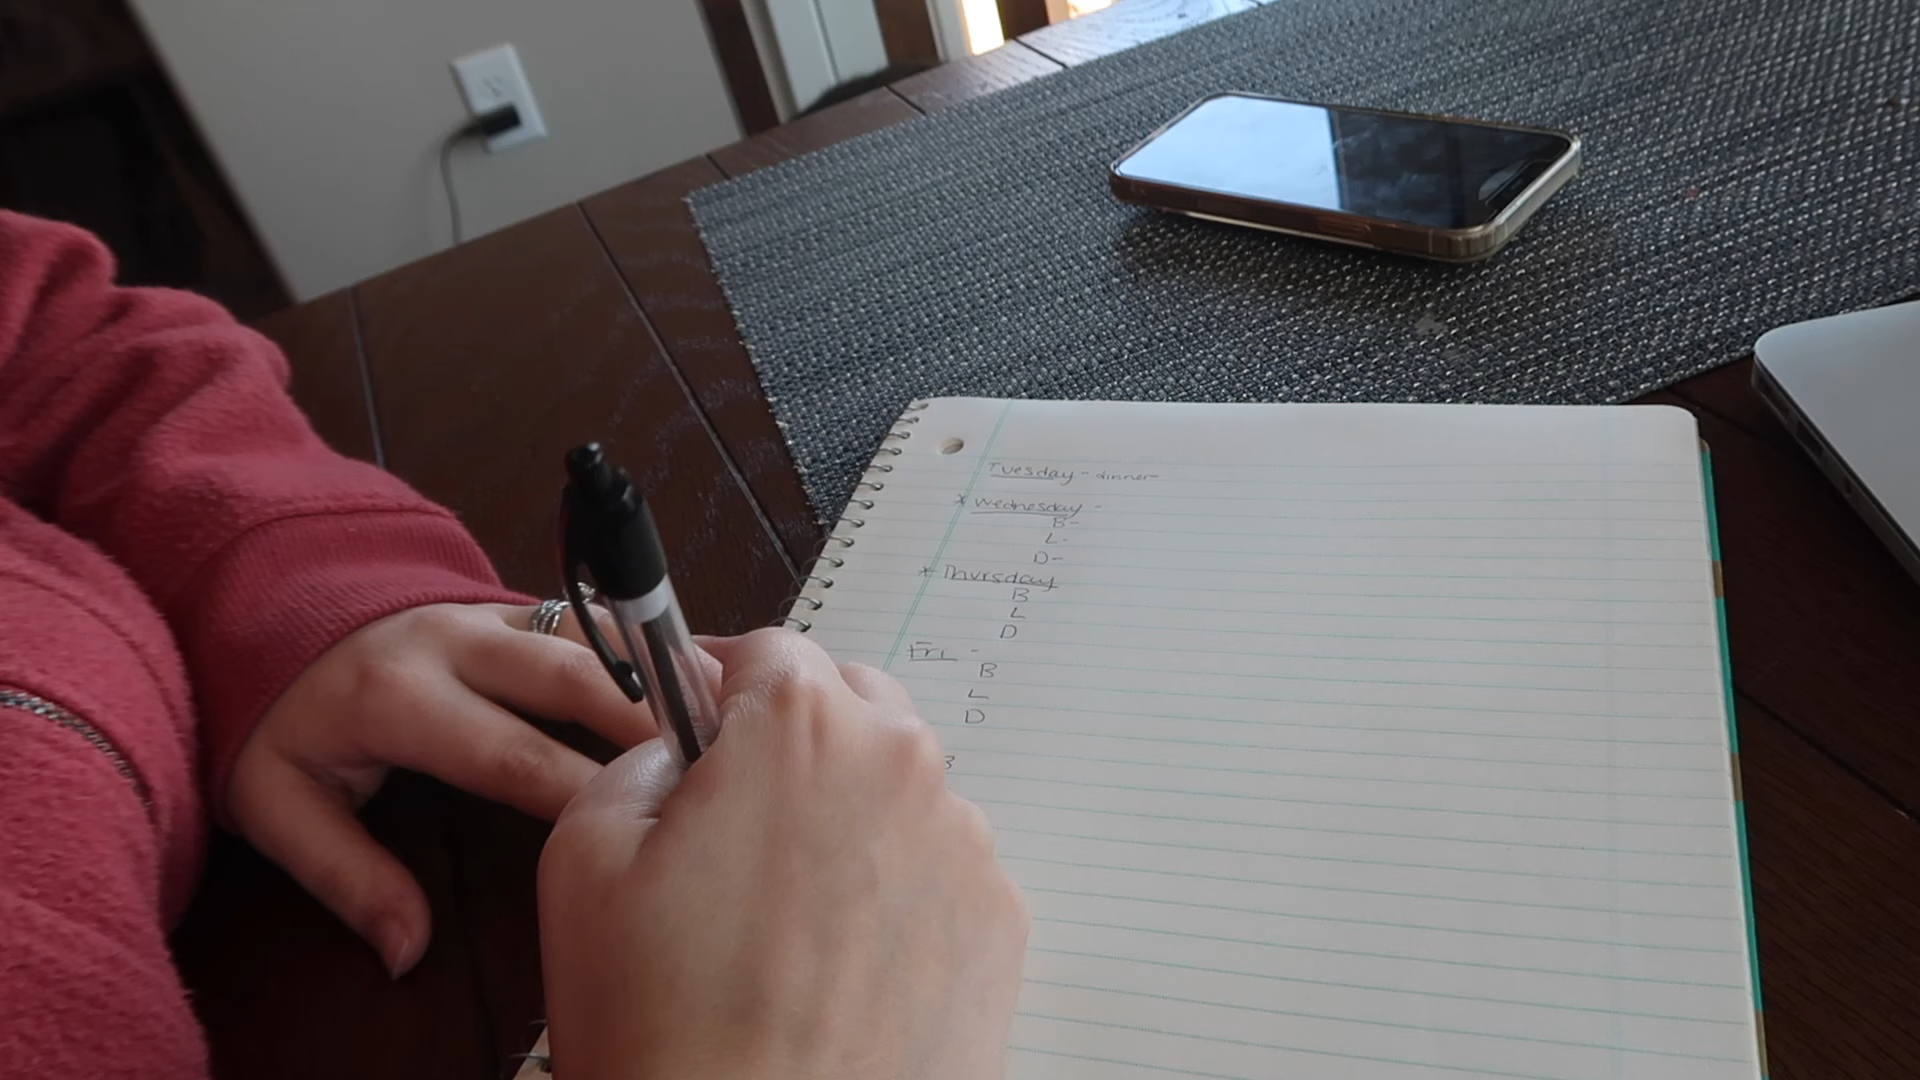 Tuesday - dinner
* Wednesday -
B-
L-
D-
* Thursday
B
L
D
Fri -
B
L
D
B